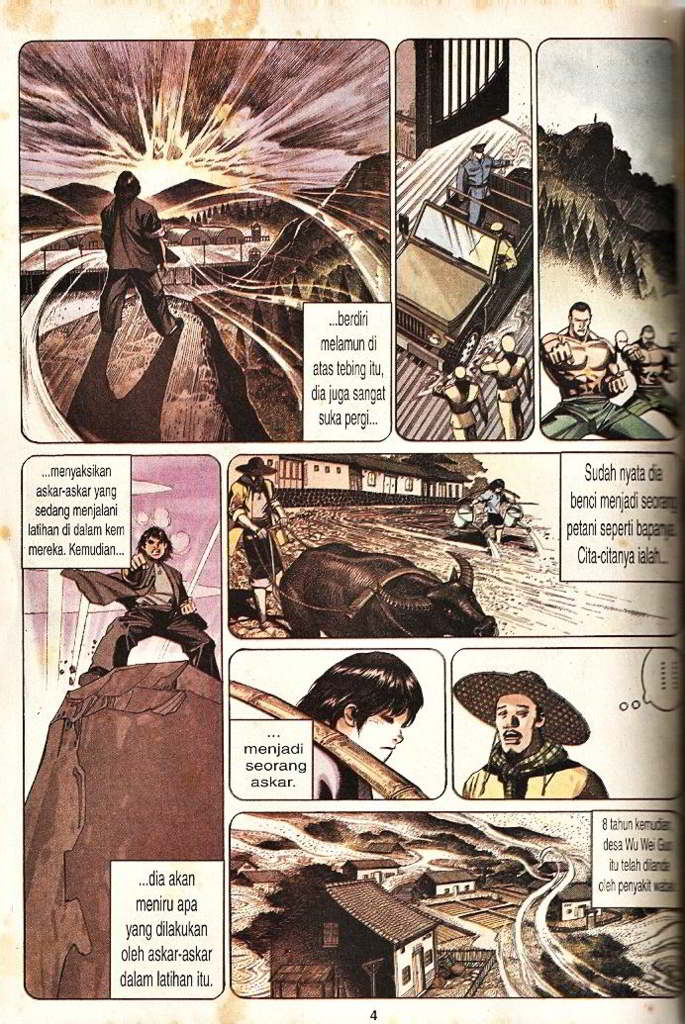 ...berdiri
melamun di
atas tebing itu,
dia juga sangat
suka pergi...
...menyaksikan
askar-askar yang
sedang menjalani
latihan di dalam kem
mereka. Kemudian...
...dia akan
meniru apa
yang dilakukan
oleh askar-askar
dalam latihan itu.
Sudah nyata dia
benci menjadi seorang
petani seperti bapanya.
Cita-citanya ialah...
...
menjadi
seorang
askar.
8 tahun kemudian
desa Wu Wei Guo
itu telah dilanda
oleh penyakit wabak
4